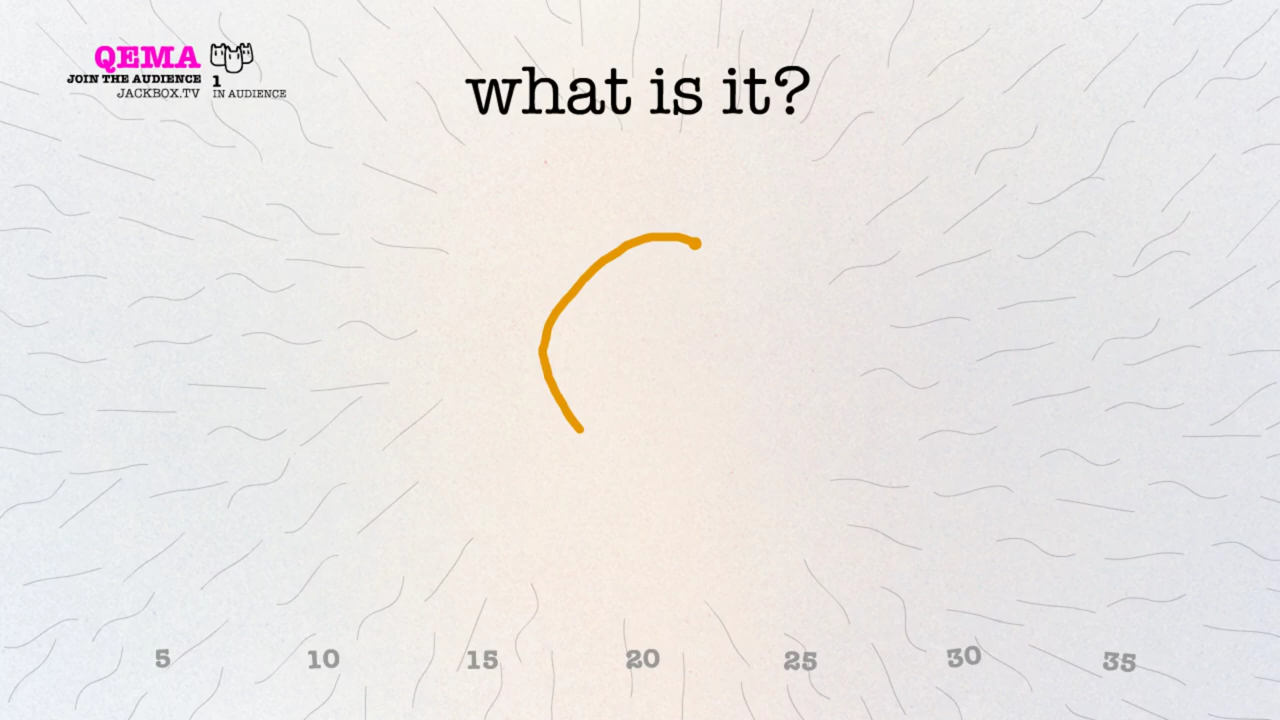 QEMA
JOIN THE AUDIENCE
JACKBOX.TV
1
IN AUDIENCE
what is it?
5 10 15 20 25 30 35